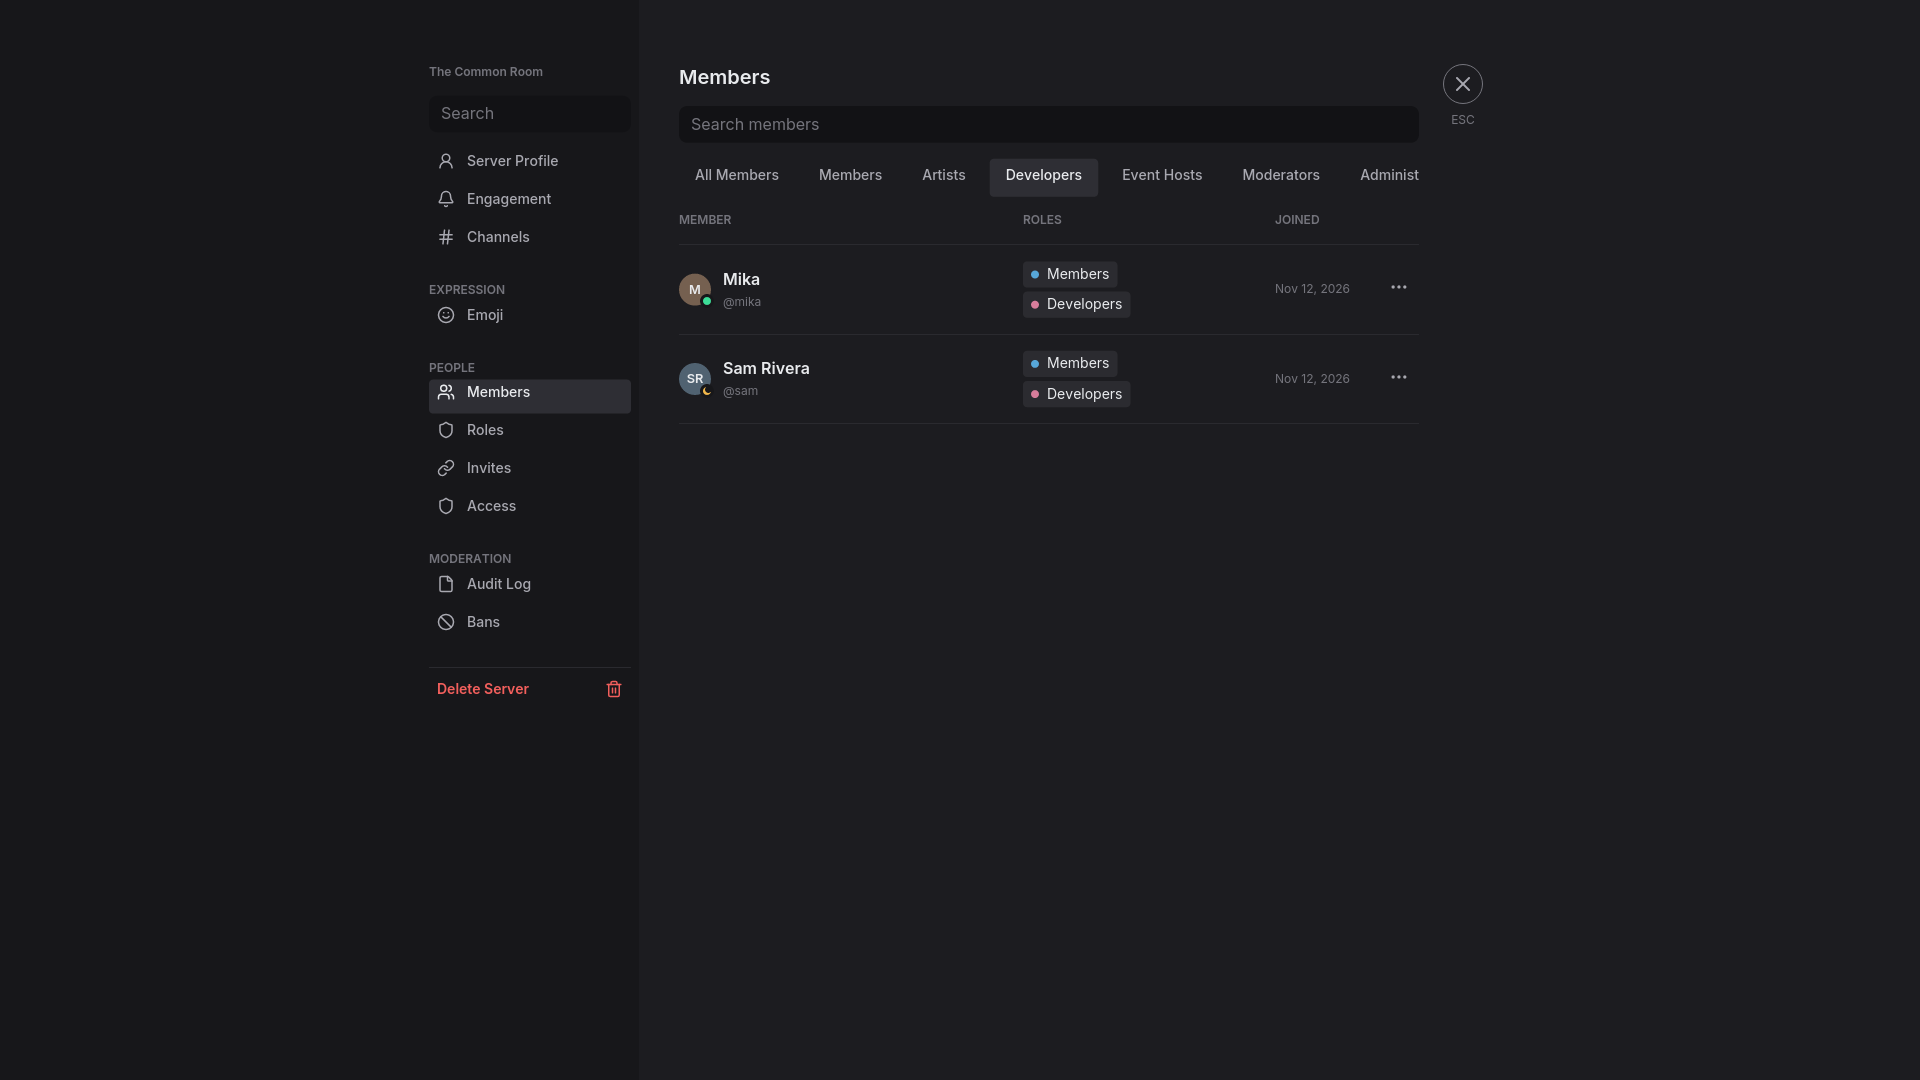 The Common Room
Search
Server Profile
Engagement
Channels
EXPRESSION
Emoji
PEOPLE
Members
Roles
Invites
Access
MODERATION
Audit Log
Bans
Delete Server
Members
ESC
Search members
All Members Members Artists Developers Event Hosts Moderators Administ
MEMBER ROLES JOINED
M Mika
@mika
Members
Developers
Nov 12, 2026
SR Sam Rivera
@sam
Members
Developers
Nov 12, 2026